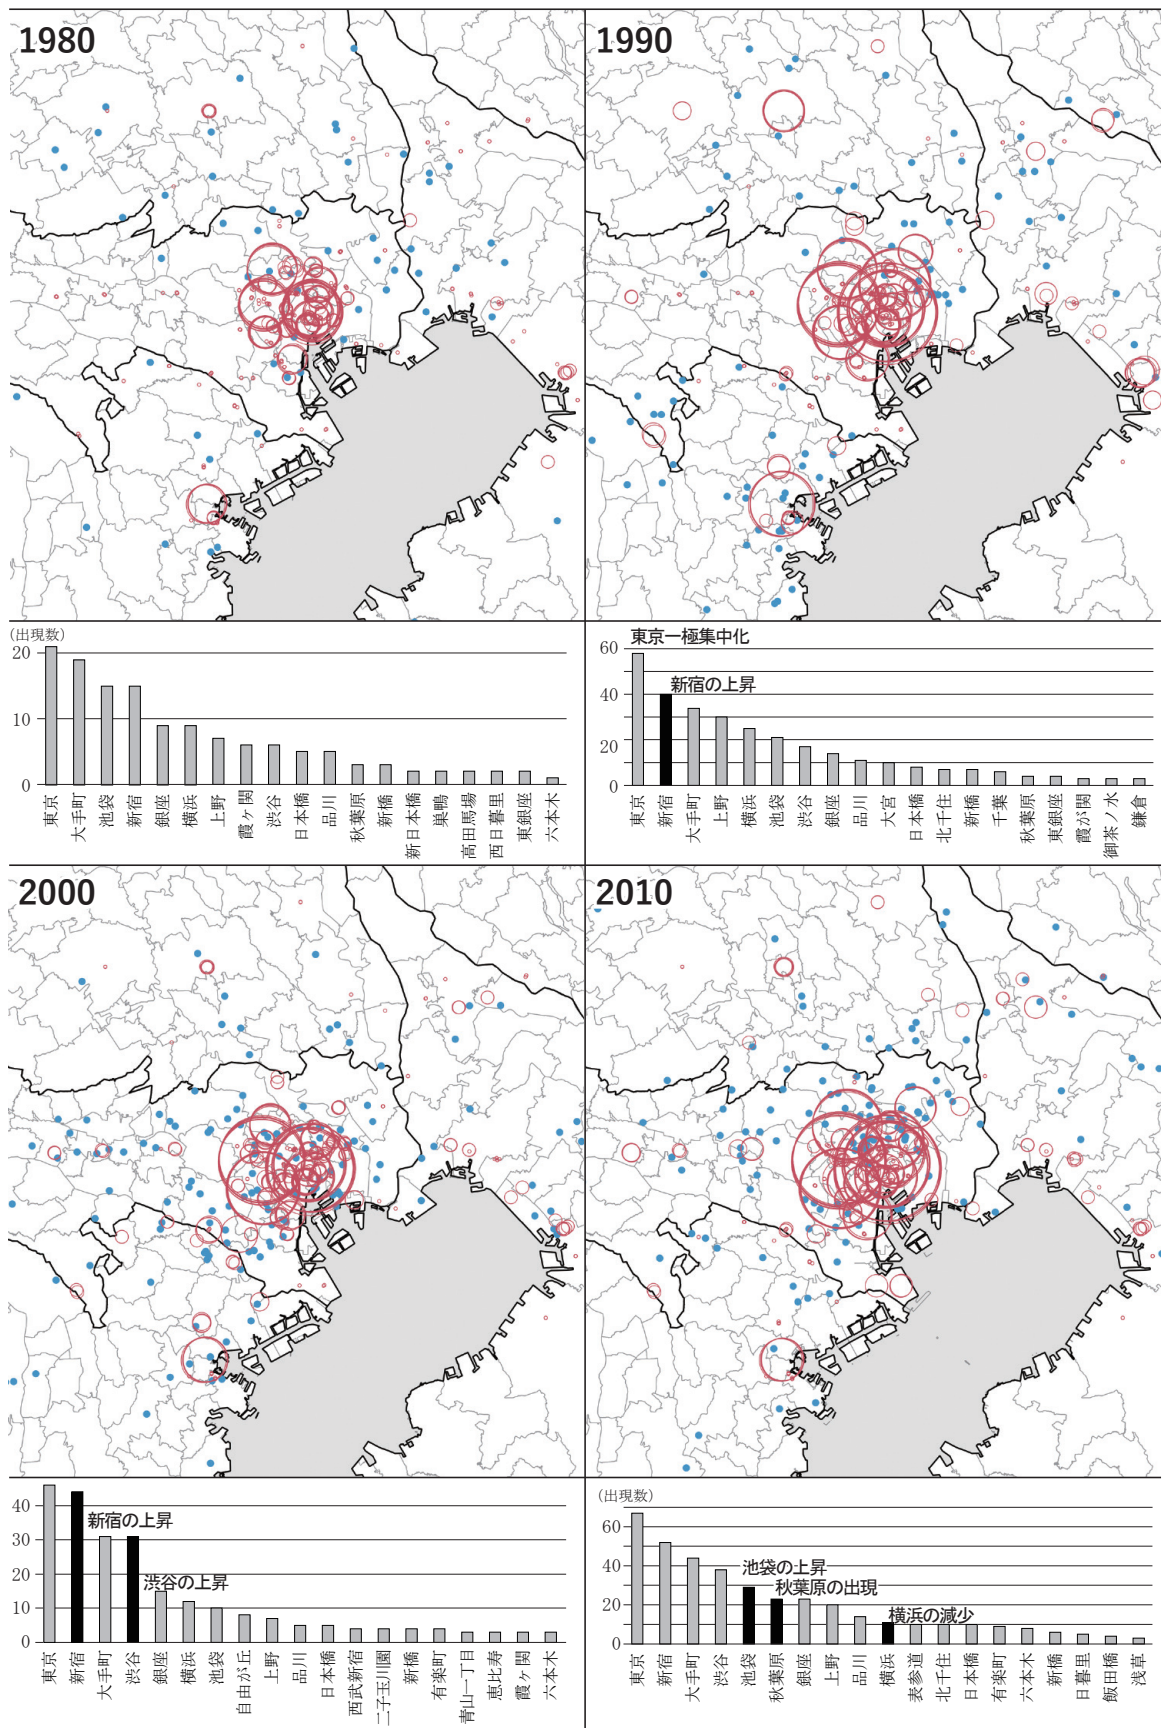 1980
1990
(出現数)
20
10
0
東京
大手町
池袋
新宿
銀座
横浜
上野
霞ヶ関
渋谷
日本橋
品川
秋葉原
新橋
新日本橋
巣鴨
高田馬場
西日暮里
東銀座
六本木
東京一極集中化
新宿の上昇
60
40
20
0
東京
新宿
大手町
上野
横浜
池袋
渋谷
銀座
品川
大宮
日本橋
北千住
新橋
千葉
秋葉原
東銀座
霞が関
御茶ノ水
鎌倉
2000
2010
新宿の上昇
渋谷の上昇
40
30
20
10
0
東京
新宿
大手町
渋谷
銀座
横浜
池袋
自由が丘
上野
品川
日本橋
西武新宿
二子玉川園
新橋
有楽町
青山一丁目
恵比寿
霞ヶ関
六本木
(出現数)
池袋の上昇
秋葉原の出現
横浜の減少
60
40
20
0
東京
新宿
大手町
渋谷
池袋
秋葉原
銀座
上野
品川
横浜
表参道
北千住
日本橋
有楽町
六本木
新橋
日暮里
飯田橋
浅草